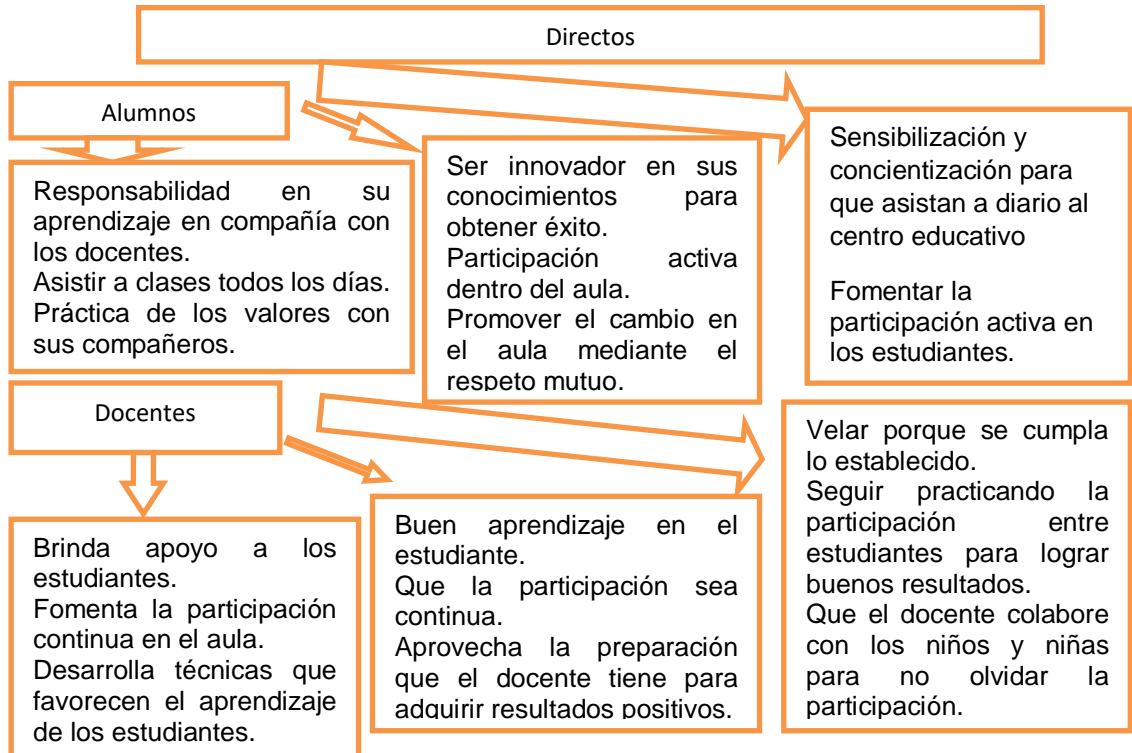 Directos
Alumnos
Responsabilidad en su
aprendizaje en compañía con
los docentes.
Asistir a clases todos los días.
Práctica de los valores con
sus compañeros.
Ser innovador en sus
conocimientos para
obtener éxito.
Participación activa
dentro del aula.
Promover el cambio en
el aula mediante el
respeto mutuo.
Sensibilización y
concientización para
que asistan a diario al
centro educativo
Fomentar la
participación activa en
los estudiantes.
Docentes
Brinda apoyo a los
estudiantes.
Fomenta la participación
continua en el aula.
Desarrolla técnicas que
favorecen el aprendizaje
de los estudiantes.
Buen aprendizaje en el
estudiante.
Que la participación sea
continua.
Aprovecha la preparación
que el docente tiene para
adquirir resultados positivos.
Velar porque se cumpla
lo establecido.
Seguir practicando la
participación entre
estudiantes para lograr
buenos resultados.
Que el docente colabore
con los niños y niñas
para no olvidar la
participación.